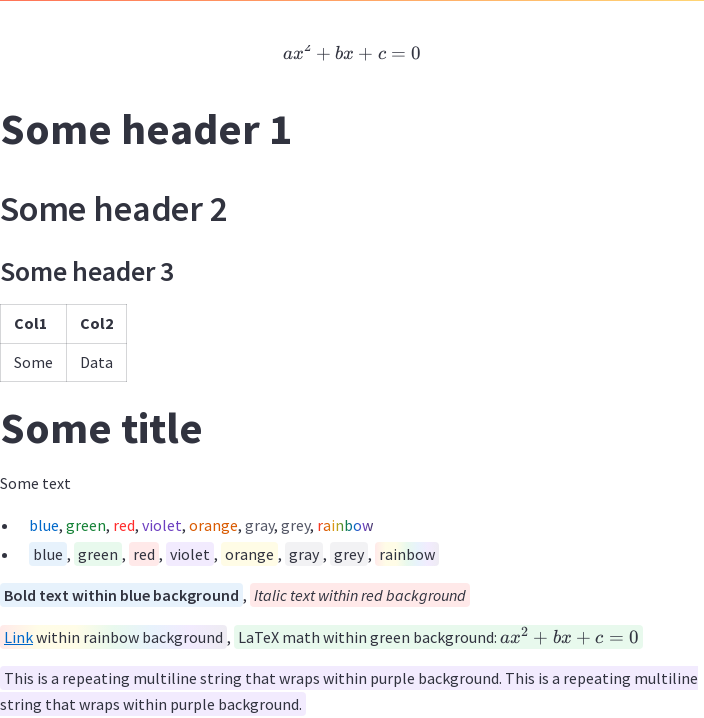 ax² + bx + c = 0
Some header 1
Some header 2
Some header 3
Col1 Col2
Some Data
Some title
Some text
• blue, green, red, violet, orange, gray, grey, rainbow
• blue , green , red , violet , orange , gray , grey , rainbow
Bold text within blue background , Italic text within red background
Link within rainbow background , LaTeX math within green background: ax² + bx + c = 0
This is a repeating multiline string that wraps within purple background. This is a repeating multiline
string that wraps within purple background.